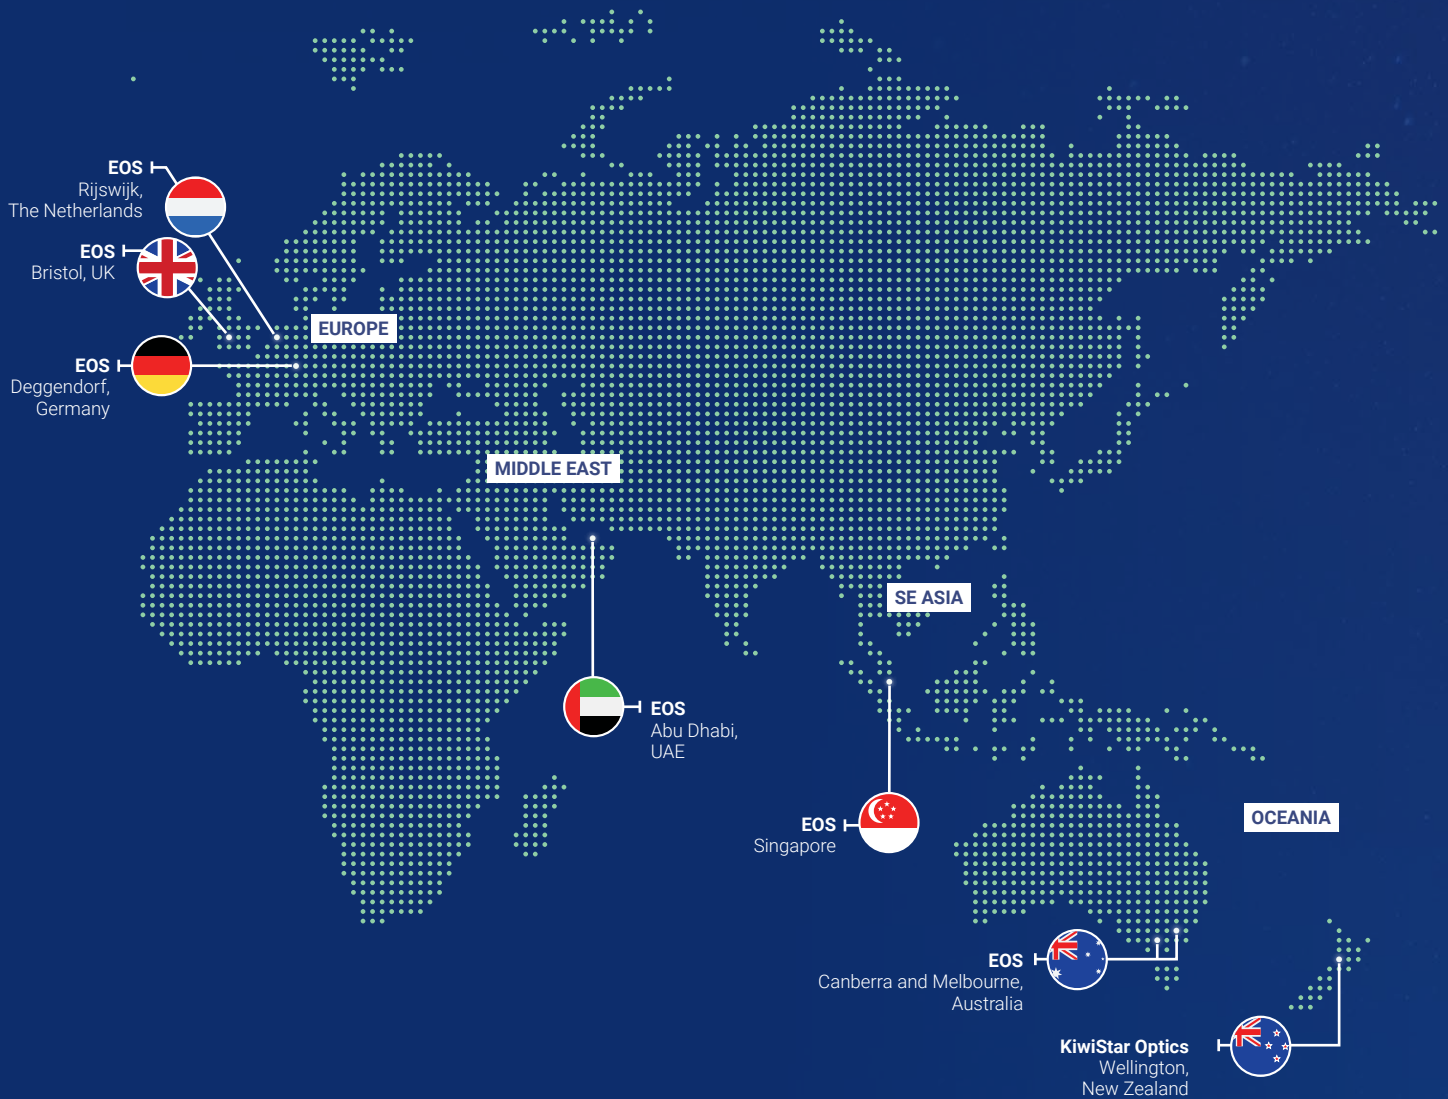 EOS
Rijswijk,
The Netherlands
EOS
Bristol, UK
EUROPE
EOS
Deggendorf,
Germany
MIDDLE EAST
SE ASIA
EOS
Abu Dhabi,
UAE
OCEANIA
EOS
Singapore
EOS
Canberra and Melbourne,
Australia
KiwiStar Optics
Wellington,
New Zealand